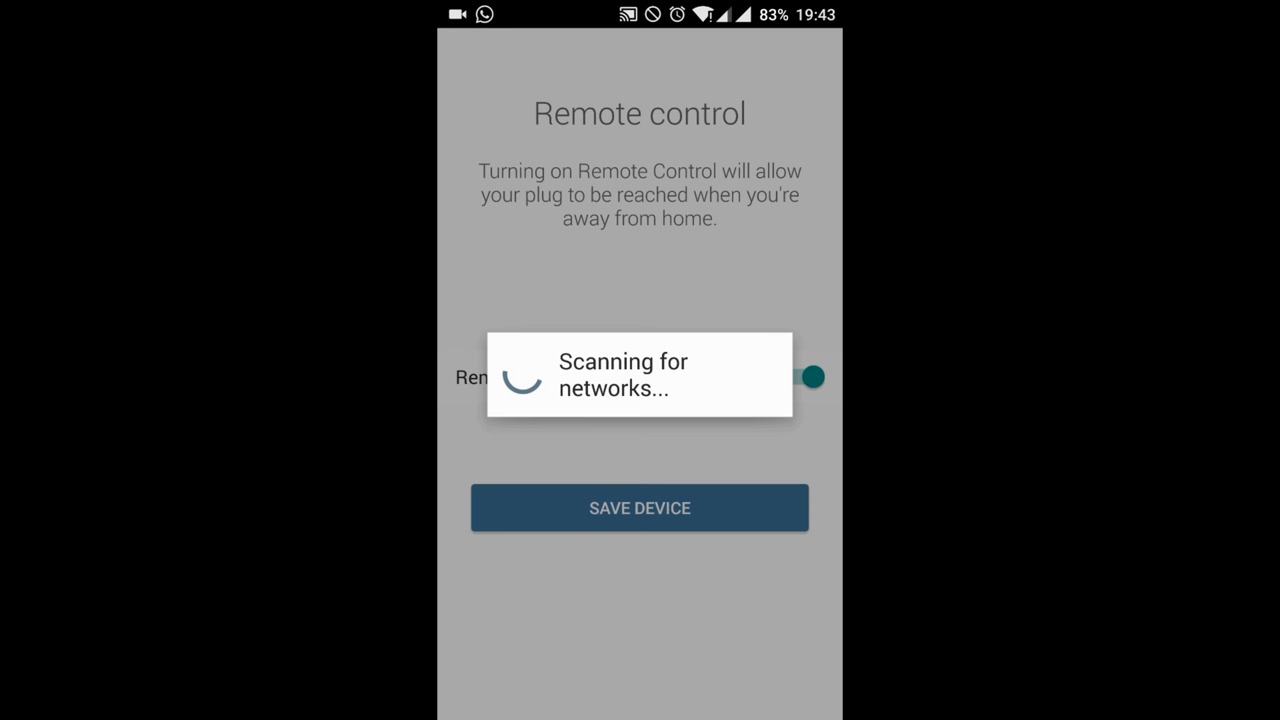 83% 19:43
Remote control
Turning on Remote Control will allow
your plug to be reached when you're
away from home.
Scanning for
networks...
Ren
SAVE DEVICE